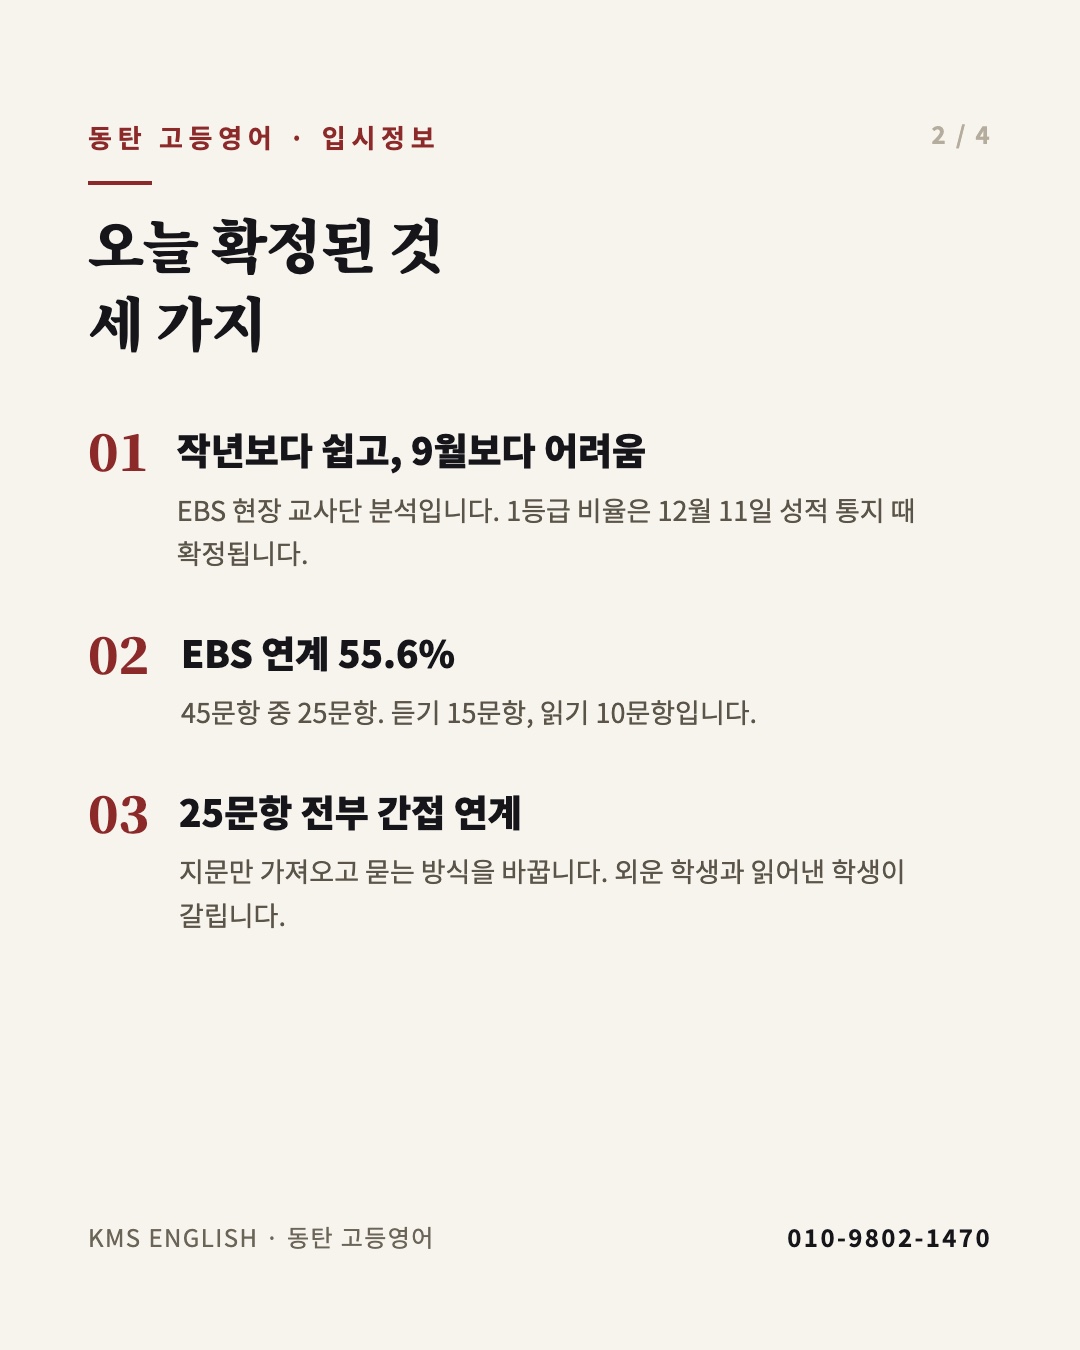 동탄 고등영어 · 입시정보
2 / 4
오늘 확정된 것
세 가지
01 작년보다 쉽고, 9월보다 어려움
EBS 현장 교사단 분석입니다. 1등급 비율은 12월 11일 성적 통지 때
확정됩니다.
02 EBS 연계 55.6%
45문항 중 25문항. 듣기 15문항, 읽기 10문항입니다.
03 25문항 전부 간접 연계
지문만 가져오고 묻는 방식을 바꿉니다. 외운 학생과 읽어낸 학생이
갈립니다.
KMS ENGLISH · 동탄 고등영어
010-9802-1470